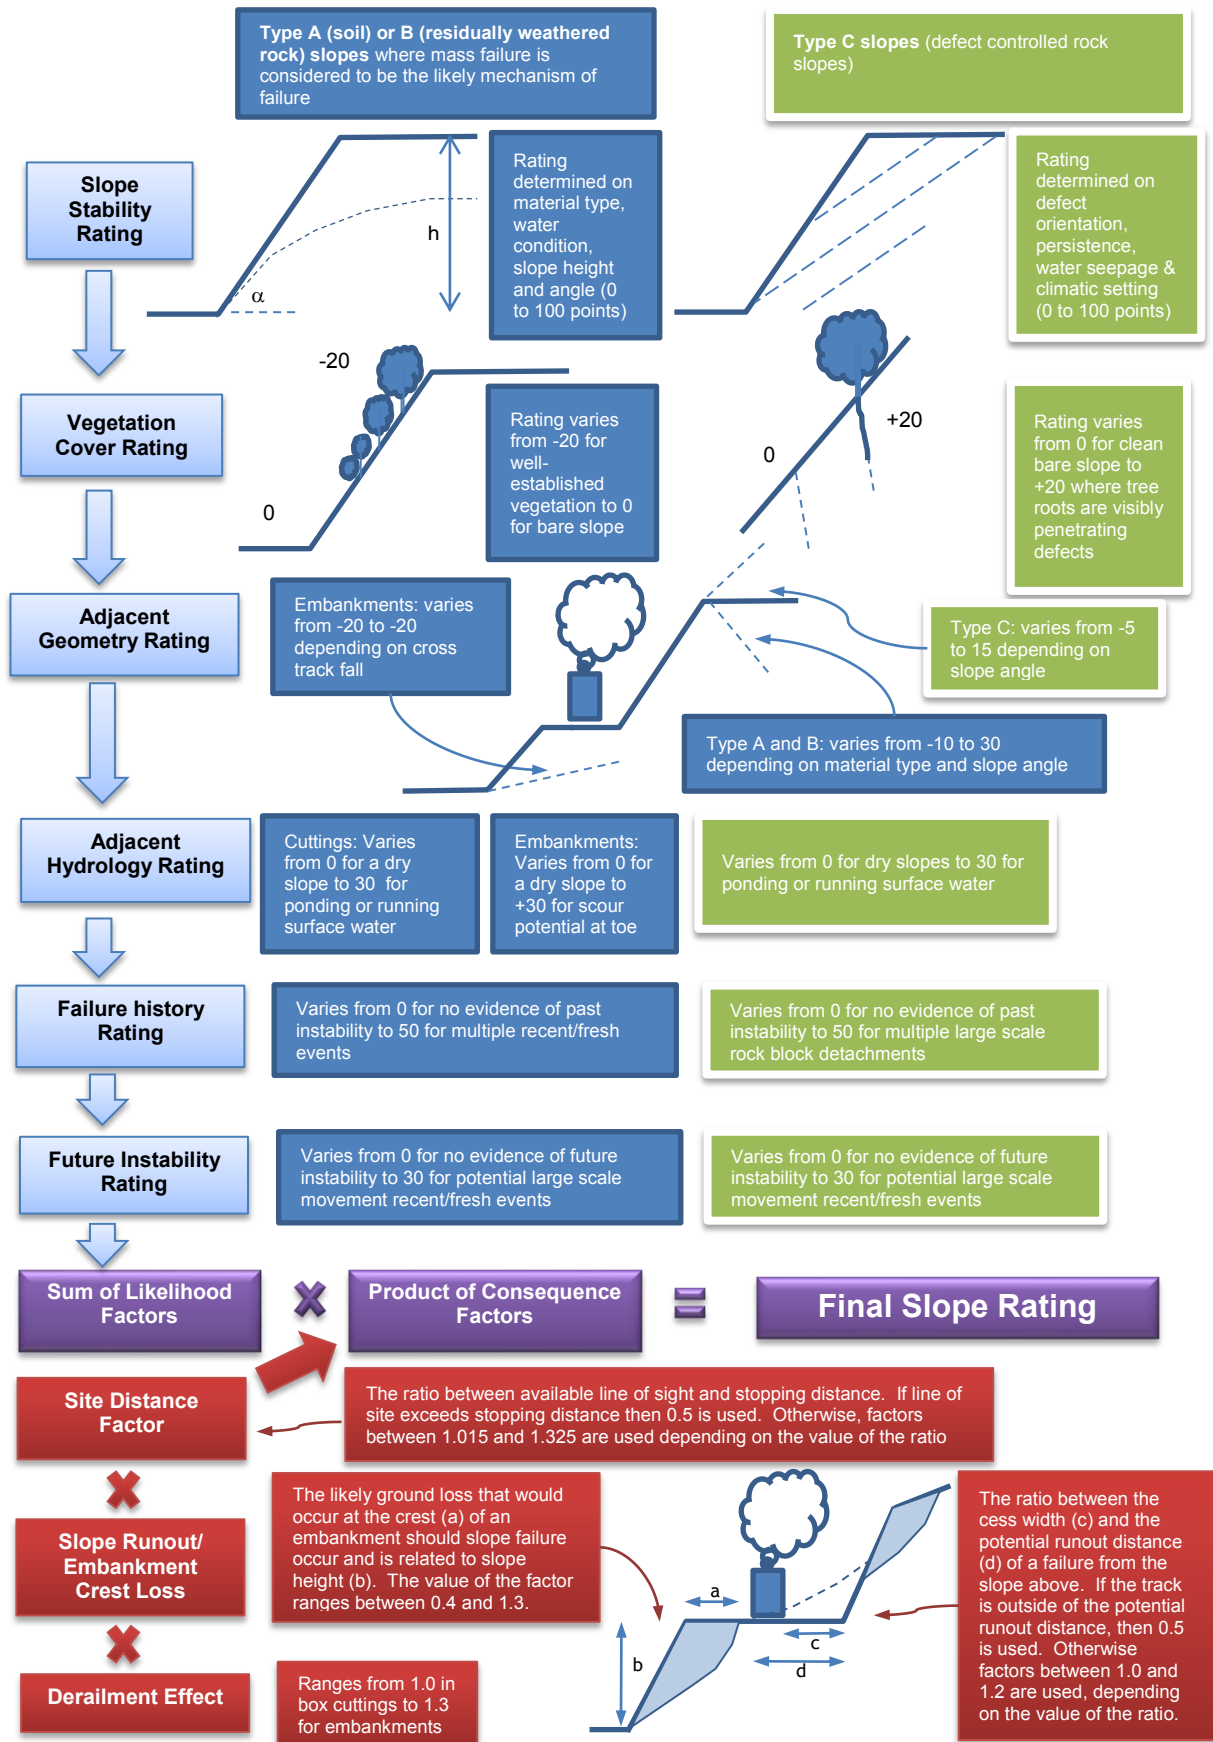 Type A (soil) or B (residually weathered
rock) slopes where mass failure is
considered to be the likely mechanism of
failure
Type C slopes (defect controlled rock
slopes)
Slope
Stability
Rating
h
α
Rating
determined on
material type,
water
condition,
slope height
and angle (0
to 100 points)
Rating
determined on
defect
orientation,
persistence,
water seepage &
climatic setting
(0 to 100 points)
Vegetation
Cover Rating
-20
0
Rating varies
from -20 for
well-
established
vegetation to 0
for bare slope
0
+20
Rating varies
from 0 for clean
bare slope to
+20 where tree
roots are visibly
penetrating
defects
Adjacent
Geometry Rating
Embankments: varies
from -20 to -20
depending on cross
track fall
Type C: varies from -5
to 15 depending on
slope angle
Type A and B: varies from -10 to 30
depending on material type and slope angle
Adjacent
Hydrology Rating
Cuttings: Varies
from 0 for a dry
slope to 30 for
ponding or running
surface water
Embankments:
Varies from 0 for
a dry slope to
+30 for scour
potential at toe
Varies from 0 for dry slopes to 30 for
ponding or running surface water
Failure history
Rating
Varies from 0 for no evidence of past
instability to 50 for multiple recent/fresh
events
Varies from 0 for no evidence of past
instability to 50 for multiple large scale
rock block detachments
Future Instability
Rating
Varies from 0 for no evidence of future
instability to 30 for potential large scale
movement recent/fresh events
Varies from 0 for no evidence of future
instability to 30 for potential large scale
movement recent/fresh events
Sum of Likelihood
Factors
Product of Consequence
Factors
=
Final Slope Rating
Site Distance
Factor
The ratio between available line of sight and stopping distance. If line of
site exceeds stopping distance then 0.5 is used. Otherwise, factors
between 1.015 and 1.325 are used depending on the value of the ratio
Slope Runout/
Embankment
Crest Loss
The likely ground loss that would
occur at the crest (a) of an
embankment should slope failure
occur and is related to slope
height (b). The value of the factor
ranges between 0.4 and 1.3.
a
b
c
d
The ratio between the
cess width (c) and the
potential runout distance
(d) of a failure from the
slope above. If the track
is outside of the potential
runout distance, then 0.5
is used. Otherwise
factors between 1.0 and
1.2 are used, depending
on the value of the ratio.
Derailment Effect
Ranges from 1.0 in
box cuttings to 1.3
for embankments